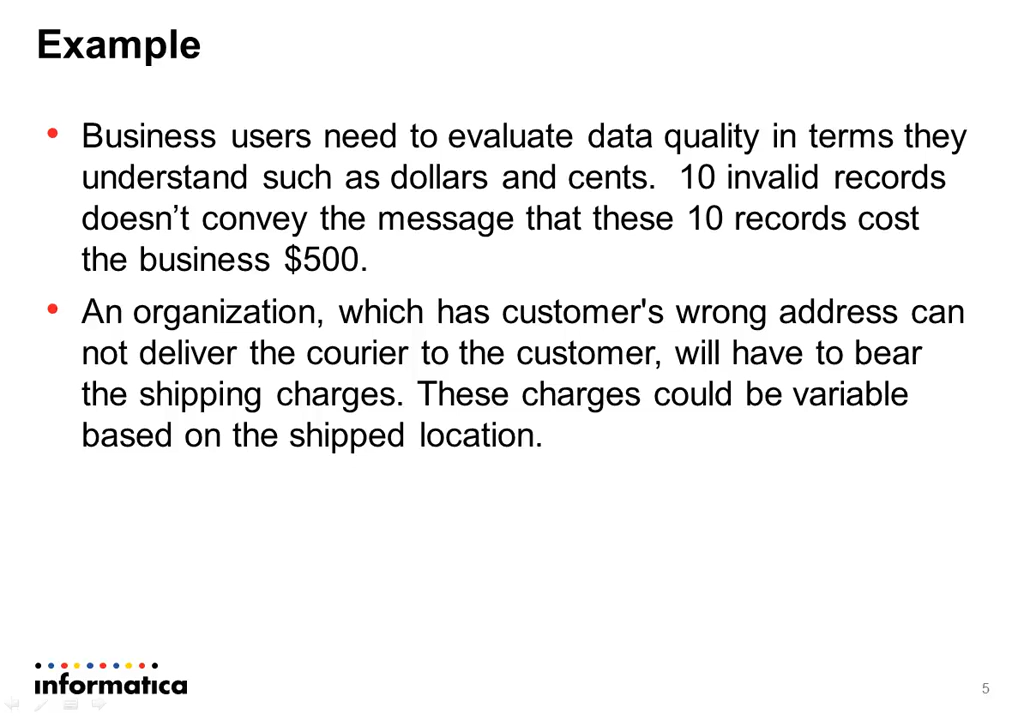 Example
• Business users need to evaluate data quality in terms they
understand such as dollars and cents.  10 invalid records
doesn’t convey the message that these 10 records cost
the business $500.
• An organization, which has customer's wrong address can
not deliver the courier to the customer, will have to bear
the shipping charges. These charges could be variable
based on the shipped location.
informatica
5